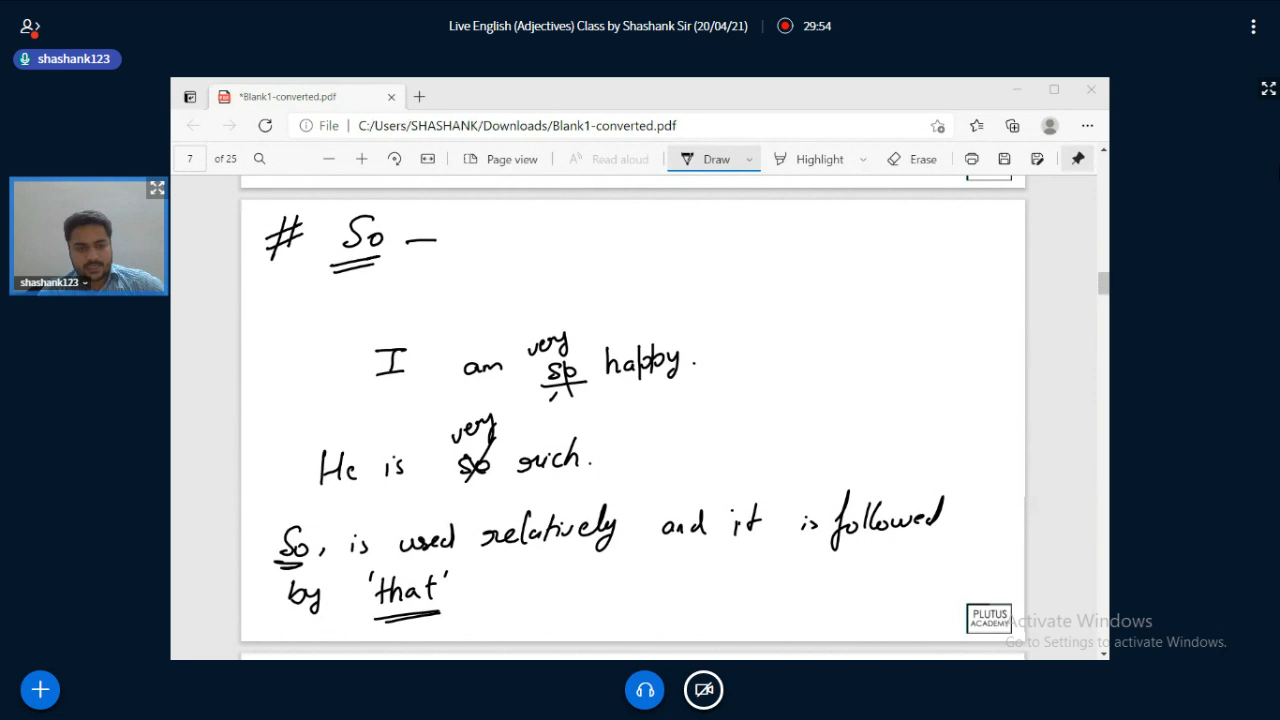 Live English (Adjectives) Class by Shashank Sir (20/04/21)
29:54
shashank123
*Blank1-converted.pdf
File
C:/Users/SHASHANK/Downloads/Blank1-converted.pdf
7 of 25
Page view
Read aloud
Draw
Highlight
Erase
shashank123
# So —
very
I am so happy.
very
He is so rich.
So, is used relatively and it is followed
by 'that'
PLUTUS
ACADEMY
Activate Windows
Go to Settings to activate Windows.